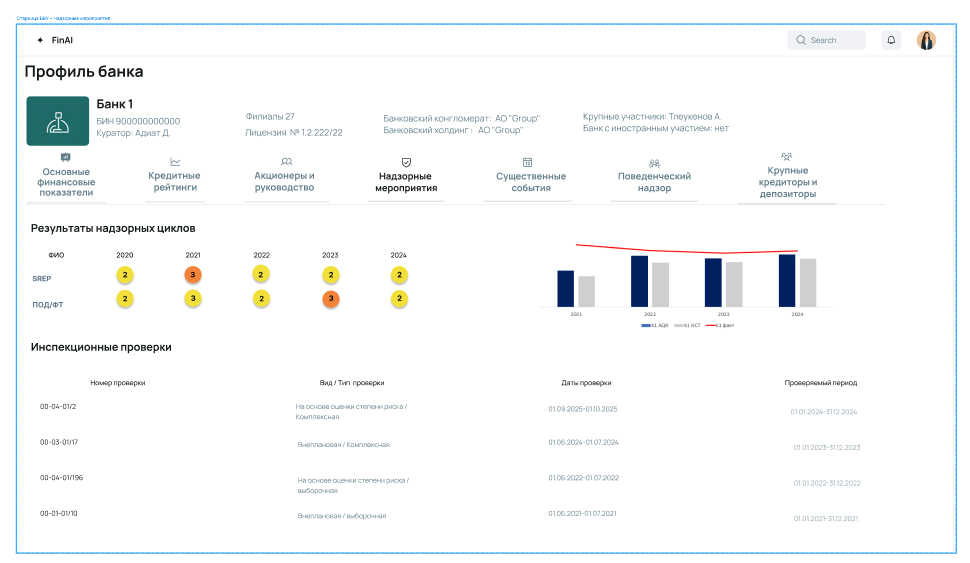 Старница БВУ - надзорные мероприятия
FinAI
Search
Профиль банка
Банк 1
БИН 900000000000
Куратор: Адиат Д.
Филиалы 27
Лицензия № 1.2.222/22
Банковский конгломерат: АО "Group"
Банковский холдинг : АО "Group"
Крупные участники: Тлеукенов А.
Банк с иностранным участием: нет
Основные
финансовые
показатели
Кредитные
рейтинги
Акционеры и
руководство
Надзорные
мероприятия
12
Существенные
события
Поведенческий
надзор
Крупные
кредиторы и
депозиторы
Результаты надзорных циклов
ФИО 2020 2021 2022 2023 2024
SREP 2 3 2 2 2
ПОД/ФТ 2 3 2 3 2
2021 2022 2023 2024
k1 AQR k1 НСТ k1 факт
Инспекционные проверки
Номер проверки Вид / Тип проверки Даты проверки Проверяемый период
00-04-01/2 На основе оценки степени риска / 01.09.2025-01.10.2025 01.01.2024-31.12.2024
Комплексная
00-03-01/17 Внеплановая / Комплексная 01.06.2024-01.07.2024 01.01.2023-31.12.2023
00-04-01/196 На основе оценки степени риска / 01.06.2022-01.07.2022 01.01.2022-31.12.2022
выборочная
00-01-01/10 Внеплановая / выборочная 01.06.2021-01.07.2021 01.01.2021-31.12.2021